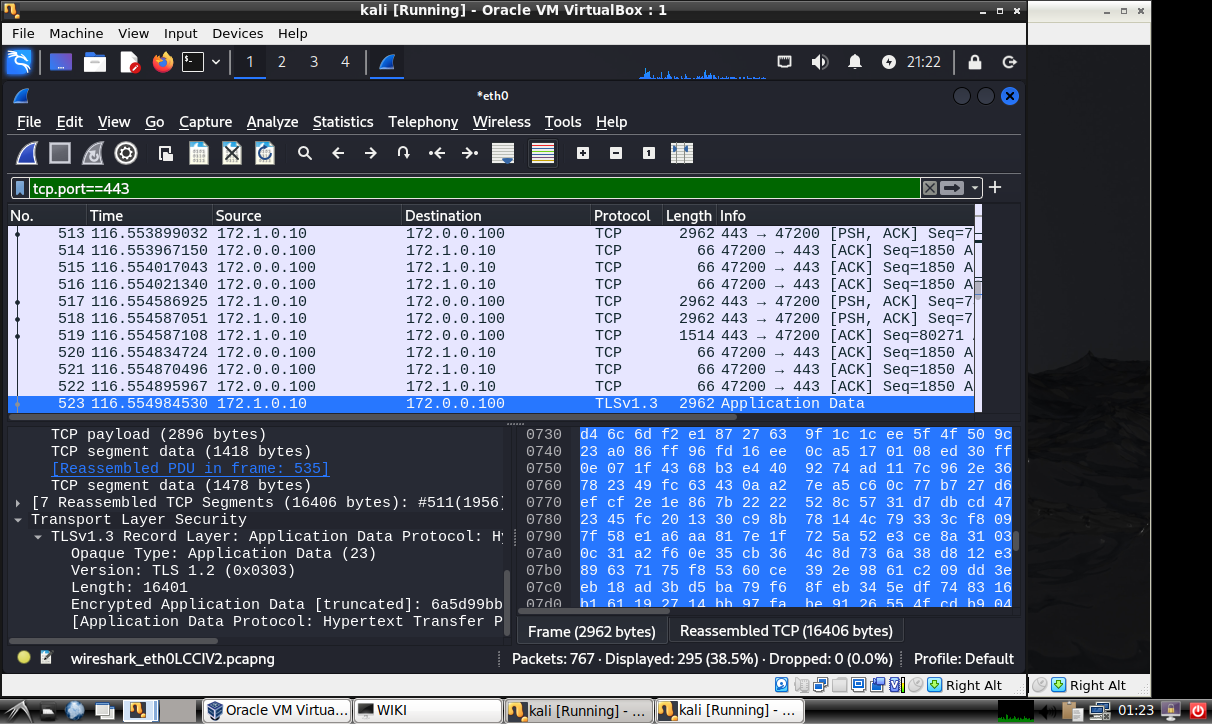 kali [Running] - Oracle VM VirtualBox : 1
File Machine View Input Devices Help
1 2 3 4 21:22
*eth0
File Edit View Go Capture Analyze Statistics Telephony Wireless Tools Help
tcp.port==443
No. Time Source Destination Protocol Length Info
513 116.553899032 172.1.0.10 172.0.0.100 TCP 2962 443 → 47200 [PSH, ACK] Seq=7
514 116.553967150 172.0.0.100 172.1.0.10 TCP 66 47200 → 443 [ACK] Seq=1850 A
515 116.554017043 172.0.0.100 172.1.0.10 TCP 66 47200 → 443 [ACK] Seq=1850 A
516 116.554021340 172.0.0.100 172.1.0.10 TCP 66 47200 → 443 [ACK] Seq=1850 A
517 116.554586925 172.1.0.10 172.0.0.100 TCP 2962 443 → 47200 [PSH, ACK] Seq=7
518 116.554587051 172.1.0.10 172.0.0.100 TCP 2962 443 → 47200 [PSH, ACK] Seq=7
519 116.554587108 172.1.0.10 172.0.0.100 TCP 1514 443 → 47200 [ACK] Seq=80271
520 116.554834724 172.0.0.100 172.1.0.10 TCP 66 47200 → 443 [ACK] Seq=1850 A
521 116.554870496 172.0.0.100 172.1.0.10 TCP 66 47200 → 443 [ACK] Seq=1850 A
522 116.554895967 172.0.0.100 172.1.0.10 TCP 66 47200 → 443 [ACK] Seq=1850 A
523 116.554984530 172.1.0.10 172.0.0.100 TLSv1.3 2962 Application Data
TCP payload (2896 bytes)
TCP segment data (1418 bytes)
[Reassembled PDU in frame: 535]
TCP segment data (1478 bytes)
[7 Reassembled TCP Segments (16406 bytes): #511(1956)
Transport Layer Security
TLSv1.3 Record Layer: Application Data Protocol: Hy
Opaque Type: Application Data (23)
Version: TLS 1.2 (0x0303)
Length: 16401
Encrypted Application Data [truncated]: 6a5d99bb
[Application Data Protocol: Hypertext Transfer P
0730 d4 6c 6d f2 e1 87 27 63 9f 1c 1c ee 5f 4f 50 9c
0740 23 a0 86 ff 96 fd 16 ee 0c a5 17 01 08 ed 30 ff
0750 0e 07 1f 43 68 b3 e4 40 92 74 ad 11 7c 96 2e 36
0760 78 23 49 fc 63 43 0a a2 7e a5 c6 0c 77 b7 27 d6
0770 ef cf 2e 1e 86 7b 22 22 52 8c 57 31 d7 db cd 47
0780 23 45 fc 20 13 30 c9 8b 78 14 4c 79 33 3c f8 09
0790 7f 58 e1 a6 aa 81 7e 1f 72 5a 52 e3 ce 8a 31 03
07a0 0c 31 a2 f6 0e 35 cb 36 4c 8d 73 6a 38 d8 12 e3
07b0 89 63 71 75 f8 53 60 ce 39 2e 98 61 c2 09 dd 3e
07c0 eb 18 ad 3b d5 ba 79 f6 8f eb 34 5e df 74 83 16
07d0 b1 61 19 27 14 bb 97 fa be 91 26 55 4f cd b9 04
Frame (2962 bytes) Reassembled TCP (16406 bytes)
wireshark_eth0LCCIV2.pcapng Packets: 767 · Displayed: 295 (38.5%) · Dropped: 0 (0.0%) Profile: Default
Right Alt Right Alt
Oracle VM Virtua... WIKI kali [Running] - ... kali [Running] - ... 01:23